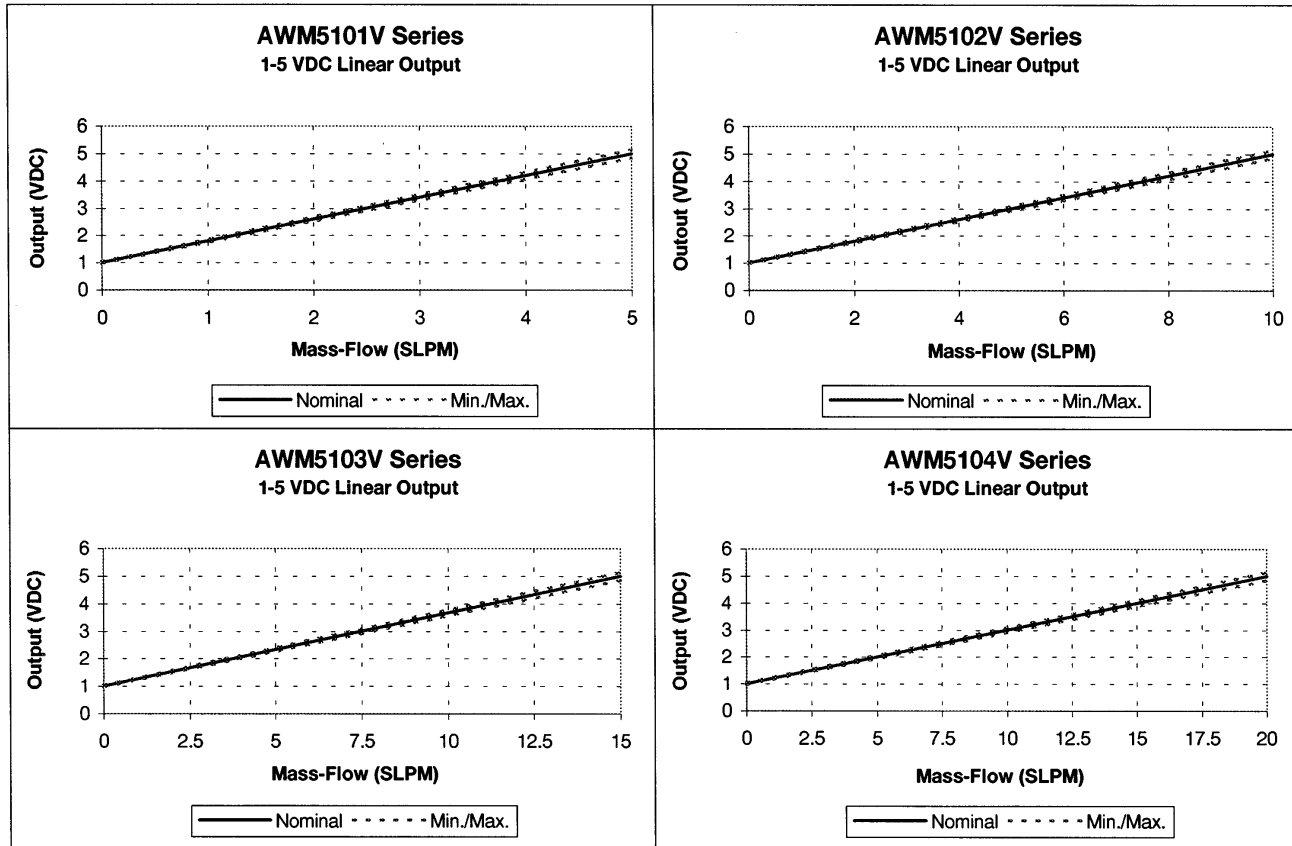 AWM5101V Series
1-5 VDC Linear Output
Output (VDC)
6
5
4
3
2
1
0
0 1 2 3 4 5
Mass-Flow (SLPM)
Nominal Min./Max.
AWM5102V Series
1-5 VDC Linear Output
Outout (VDC)
6
5
4
3
2
1
0
0 2 4 6 8 10
Mass-Flow (SLPM)
Nominal Min./Max.
AWM5103V Series
1-5 VDC Linear Output
Output (VDC)
6
5
4
3
2
1
0
0 2.5 5 7.5 10 12.5 15
Mass-Flow (SLPM)
Nominal Min./Max.
AWM5104V Series
1-5 VDC Linear Output
Output (VDC)
6
5
4
3
2
1
0
0 2.5 5 7.5 10 12.5 15 17.5 20
Mass-Flow (SLPM)
Nominal Min./Max.